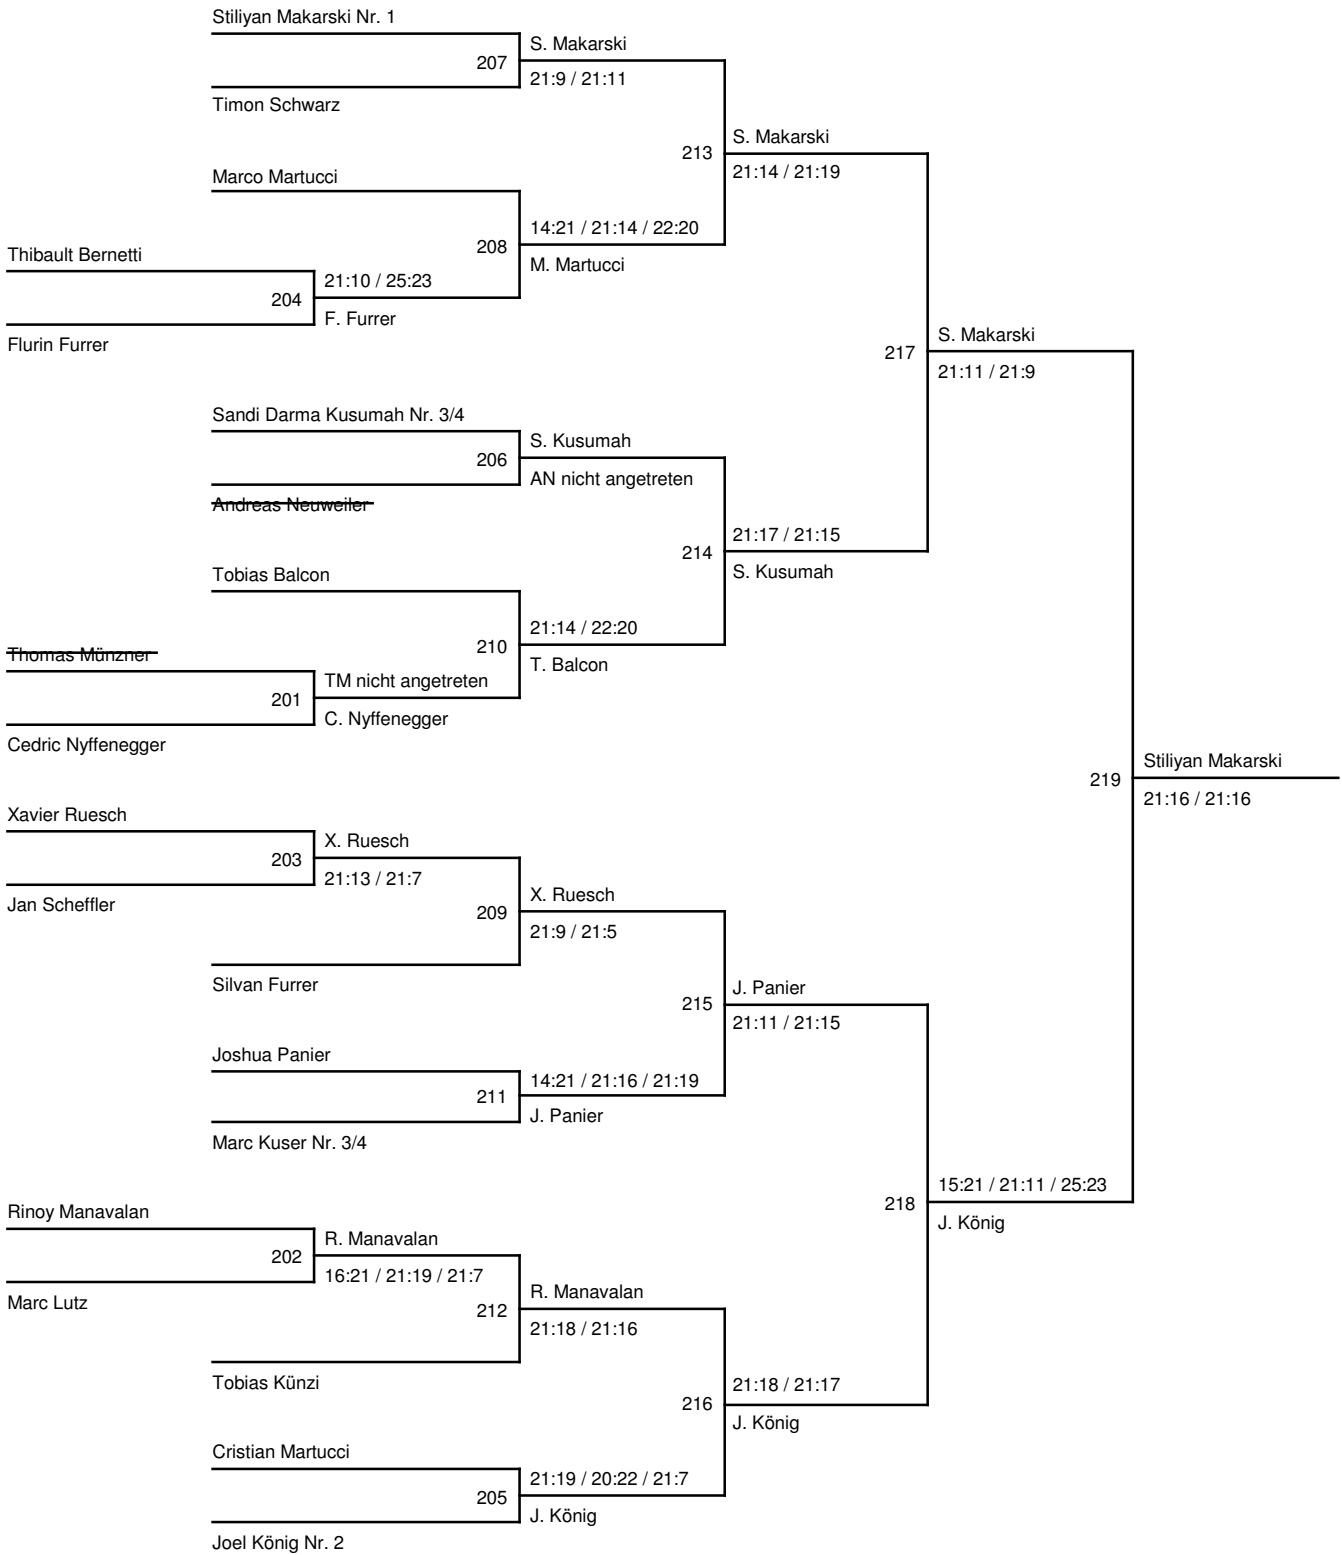 Stiliyan Makarski Nr. 1
S. Makarski
207
21:9 / 21:11
Timon Schwarz
S. Makarski
213
21:14 / 21:19
Marco Martucci
14:21 / 21:14 / 22:20
208
Thibault Bernetti
M. Martucci
21:10 / 25:23
204
F. Furrer
Flurin Furrer
S. Makarski
217
21:11 / 21:9
Sandi Darma Kusumah Nr. 3/4
S. Kusumah
206
AN nicht angetreten
Andreas Neuweiler
21:17 / 21:15
214
S. Kusumah
Tobias Balcon
21:14 / 22:20
210
Thomas Münzner
T. Balcon
TM nicht angetreten
201
C. Nyffenegger
Cedric Nyffenegger
Stiliyan Makarski
219
21:16 / 21:16
Xavier Ruesch
X. Ruesch
203
21:13 / 21:7
Jan Scheffler
X. Ruesch
209
21:9 / 21:5
Silvan Furrer
J. Panier
215
21:11 / 21:15
Joshua Panier
14:21 / 21:16 / 21:19
211
J. Panier
Marc Kuser Nr. 3/4
15:21 / 21:11 / 25:23
218
J. König
Rinoy Manavalan
R. Manavalan
202
16:21 / 21:19 / 21:7
Marc Lutz
R. Manavalan
212
21:18 / 21:16
Tobias Künzi
21:18 / 21:17
216
J. König
Cristian Martucci
21:19 / 20:22 / 21:7
205
J. König
Joel König Nr. 2